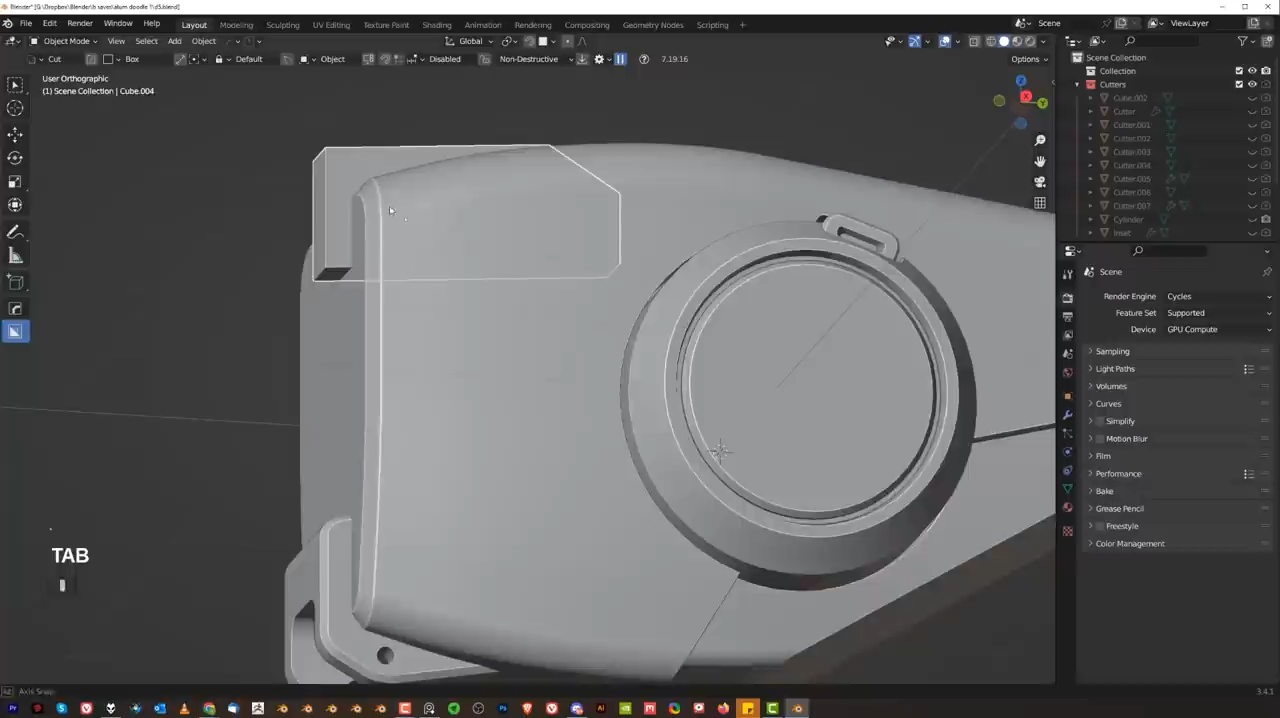 Blender* [G:\Dropbox\Blender\h saves\alum doodle 1\d5.blend]
File Edit Render Window Help Layout Modeling Sculpting UV Editing Texture Paint Shading Animation Compositing Rendering Geometry Nodes Scripting + Scene ViewLayer
Object Mode View Select Add Object Global
Cut Box Default Object Disabled Non-Destructive 7.19.16 Options
User Orthographic
(1) Scene Collection | Cube.004
Z
X
Y
TAB
Axis Snap
Scene Collection
Collection
Cutters
Cube.002
Cutter
Cutter.001
Cutter.002
Cutter.003
Cutter.004
Cutter.005
Cutter.006
Cutter.007
Cylinder
Inset
Scene
Render Engine Cycles
Feature Set Supported
Device GPU Compute
Sampling
Light Paths
Volumes
Curves
Simplify
Motion Blur
Film
Performance
Bake
Grease Pencil
Freestyle
Color Management
3.4.1